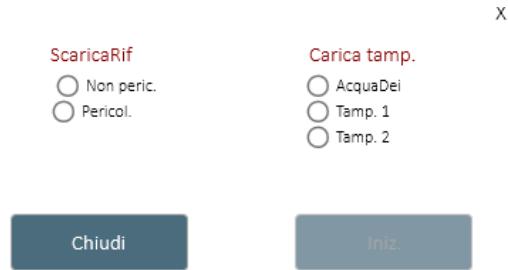 X
ScaricaRif
Non peric.
Pericol.
Carica tamp.
AcquaDei
Tamp. 1
Tamp. 2
Chiudi
Iniz.